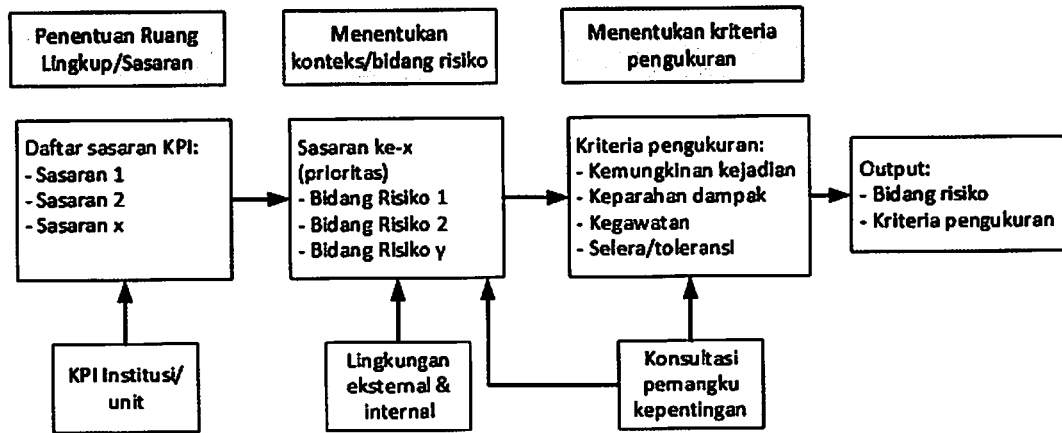 Penentuan Ruang
Lingkup/Sasaran
Menentukan
konteks/bidang risiko
Menentukan kriteria
pengukuran
Daftar sasaran KPI:
- Sasaran 1
- Sasaran 2
- Sasaran x
Sasaran ke-x
(prioritas)
- Bidang Risiko 1
- Bidang Risiko 2
- Bidang Risiko y
Kriteria pengukuran:
- Kemungkinan kejadian
- Keparahan dampak
- Kegawatan
- Selera/toleransi
Output:
- Bidang risiko
- Kriteria pengukuran
KPI Institusi/
unit
Lingkungan
eksternal &
internal
Konsultasi
pemangku
kepentingan